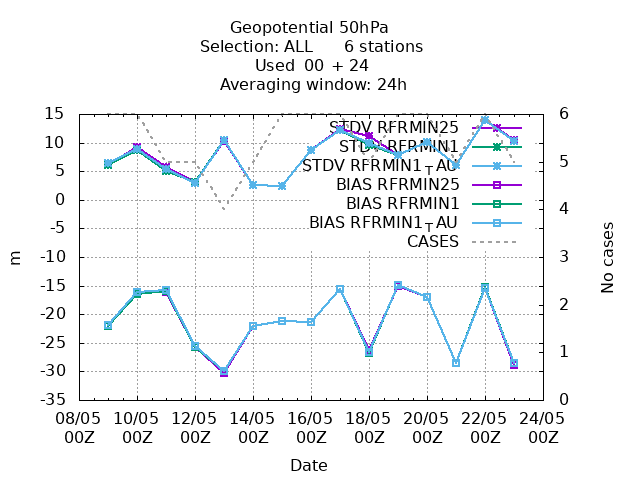 Geopotential 50hPa
Selection: ALL 6 stations
Used 00 + 24
Averaging window: 24h
15
10
5
0
-5
-10
-15
-20
-25
-30
-35
m
6
5
4
3
2
1
0
No cases
STDV RFRMIN25
STDV RFRMIN1
STDV RFRMIN1TAU
BIAS RFRMIN25
BIAS RFRMIN1
BIAS RFRMIN1TAU
CASES
08/05 10/05 12/05 14/05 16/05 18/05 20/05 22/05 24/05
00Z 00Z 00Z 00Z 00Z 00Z 00Z 00Z 00Z
Date